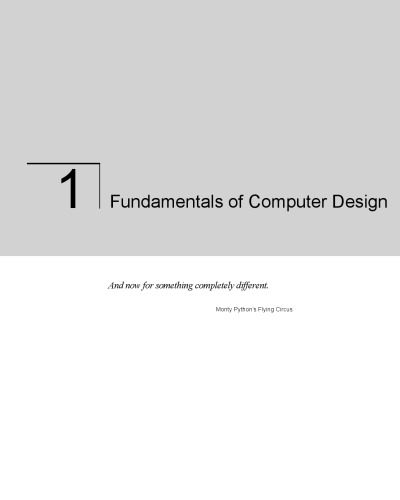 1 Fundamentals of Computer Design
And now for something completely different.
Monty Python's Flying Circus